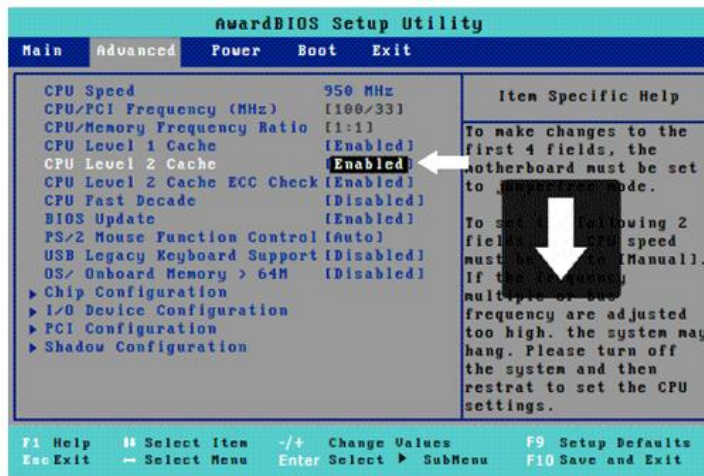 AwardBIOS Setup Utility
Main Advanced Power Boot Exit
CPU Speed 950 MHz
CPU/PCI Frequency (MHz) [100/33]
CPU/Memory Frequency Ratio [1:1]
CPU Level 1 Cache [Enabled]
CPU Level 2 Cache [Enabled
CPU Level 2 Cache ECC Check [Enabled]
CPU Fast Decade [Disabled]
BIOS Update [Enabled]
PS/2 Mouse Function Control [Auto]
USB Legacy Keyboard Support [Disabled]
OS/ Onboard Memory > 64M [Disabled]
Chip Configuration
I/O Device Configuration
PCI Configuration
Shadow Configuration
Item Specific Help
To make changes to the
first 4 fields, the
motherboard must be set
to mode.
To
speed
must [Manual].
If
frequency are adjusted
too high. the system may
hang. Please turn off
the system and then
restrat to set the CPU
settings.
F1 Help Select Item -/+ Change Values F9 Setup Defaults
Esc Exit Select Menu Enter Select SubMenu F10 Save and Exit